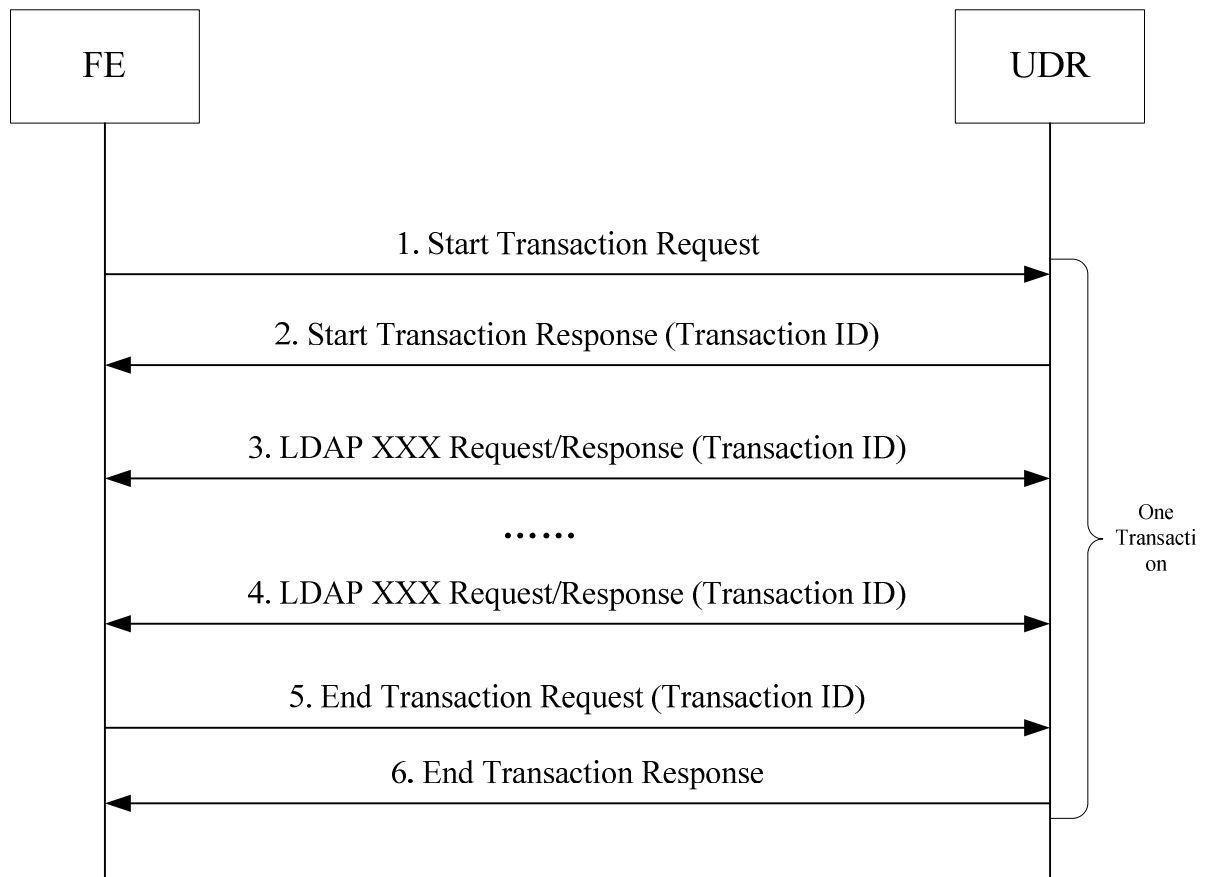 FE
UDR
1. Start Transaction Request
2. Start Transaction Response (Transaction ID)
3. LDAP XXX Request/Response (Transaction ID)
……
4. LDAP XXX Request/Response (Transaction ID)
One
Transacti
on
5. End Transaction Request (Transaction ID)
6. End Transaction Response